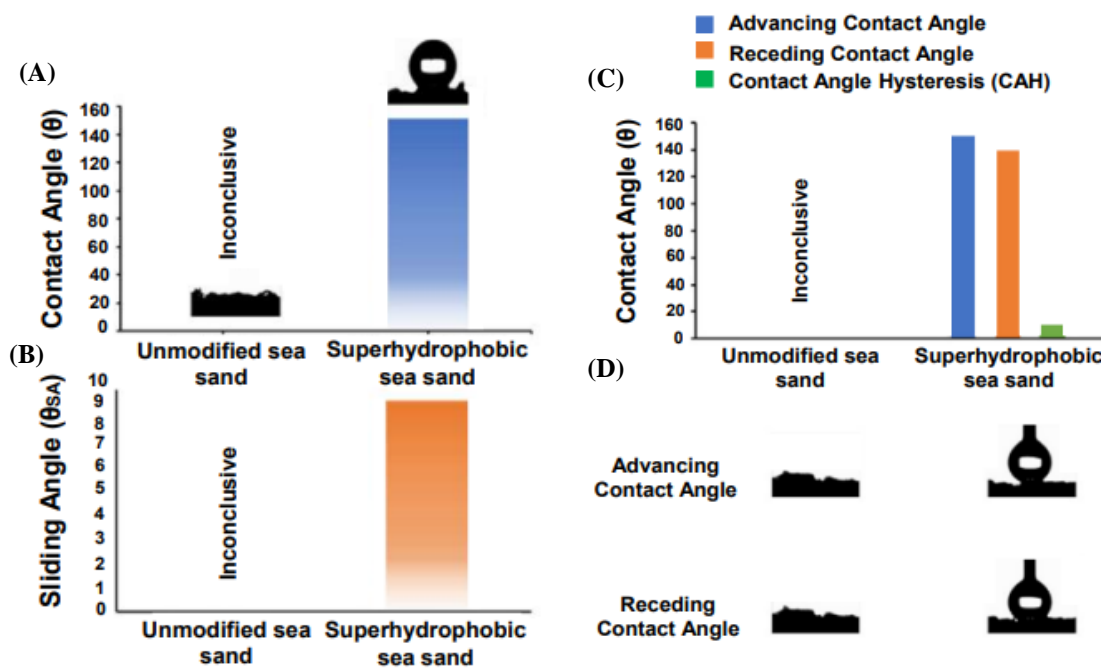 (A)
Contact Angle (θ)
160
140
120
100
80
60
40
20
0
Inconclusive
Unmodified sea
sand
Superhydrophobic
sea sand
(B)
Sliding Angle (θSA)
10
9
8
7
6
5
4
3
2
1
0
Inconclusive
Unmodified sea
sand
Superhydrophobic
sea sand
Advancing Contact Angle
Receding Contact Angle
Contact Angle Hysteresis (CAH)
(C)
Contact Angle (θ)
160
140
120
100
80
60
40
20
0
Inconclusive
Unmodified sea
sand
Superhydrophobic
sea sand
(D)
Advancing
Contact Angle
Receding
Contact Angle